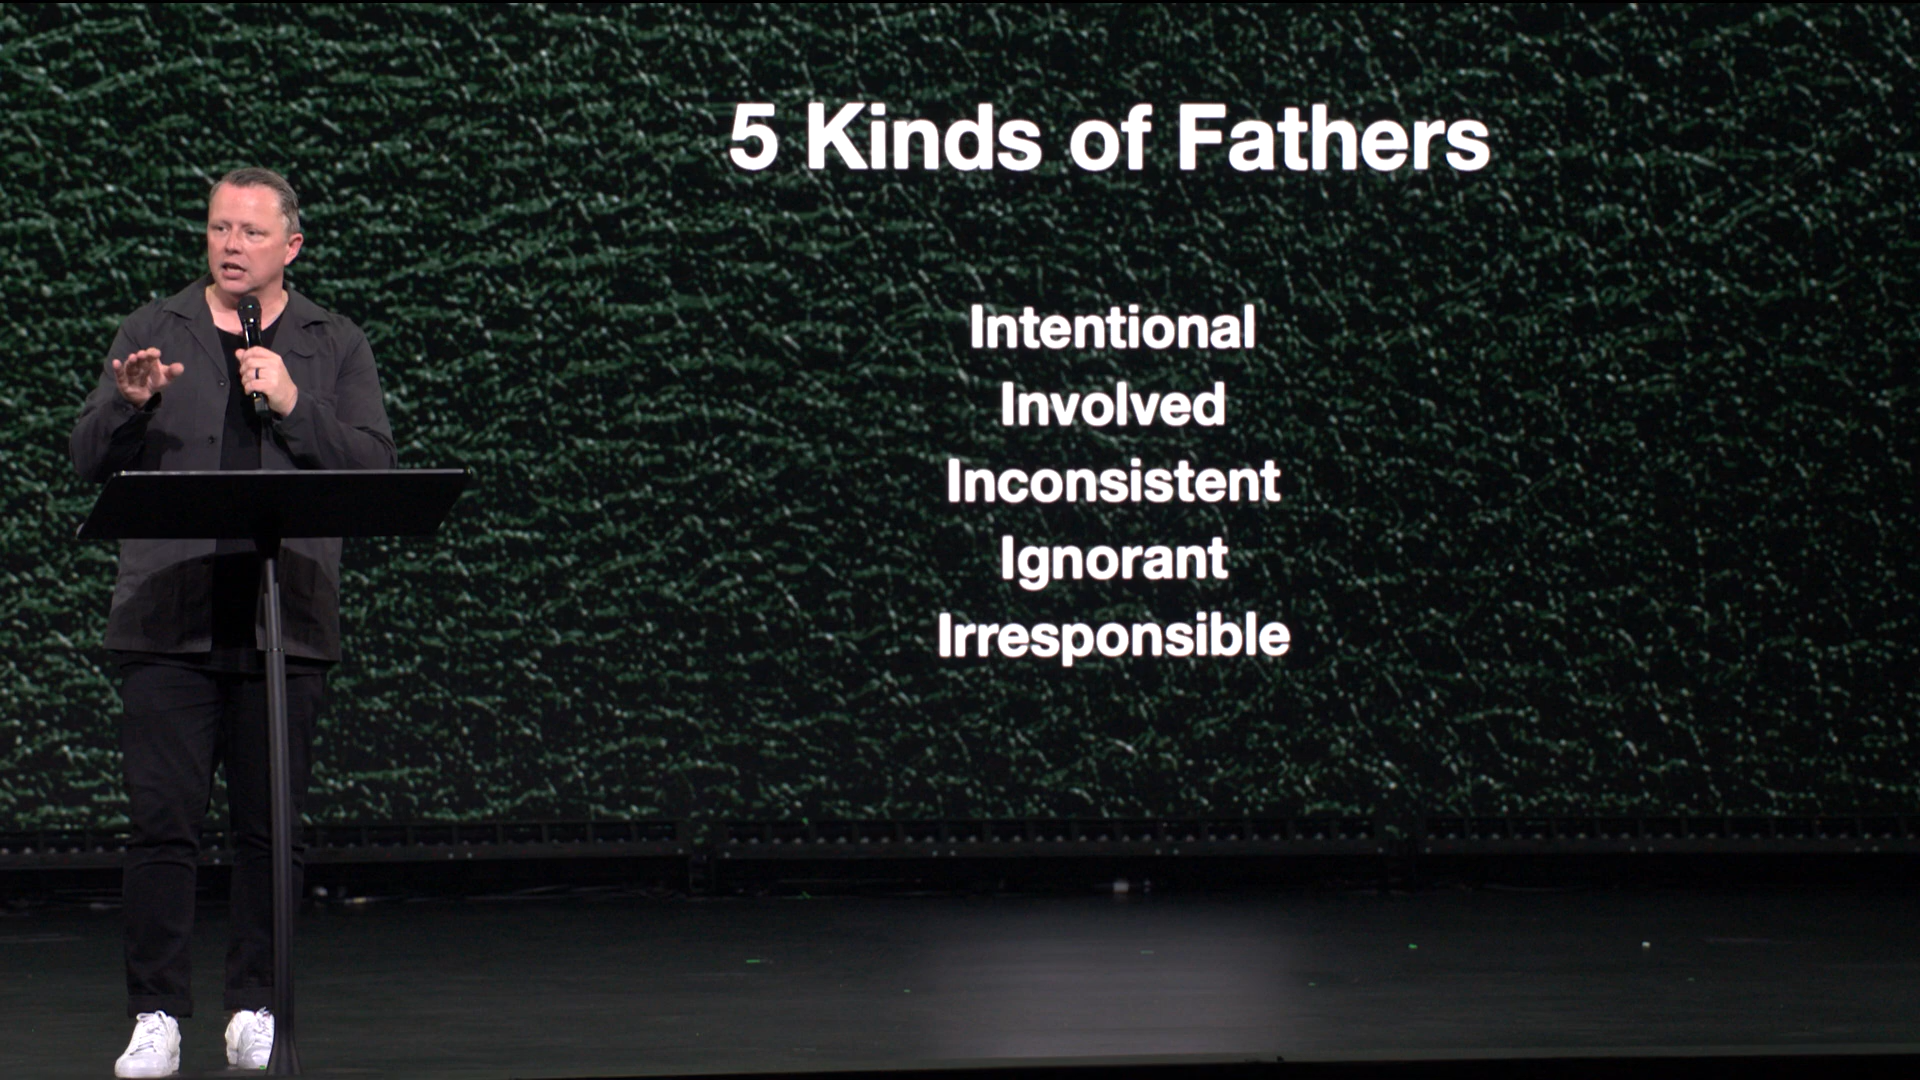 5 Kinds of Fathers
Intentional
Involved
Inconsistent
Ignorant
Irresponsible